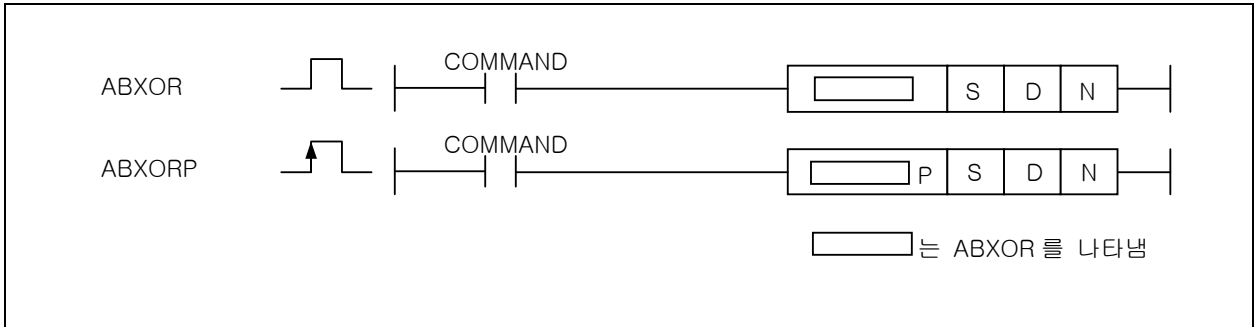 COMMAND
ABXOR S D N
COMMAND
ABXORP P S D N
는 ABXOR 를 나타냄